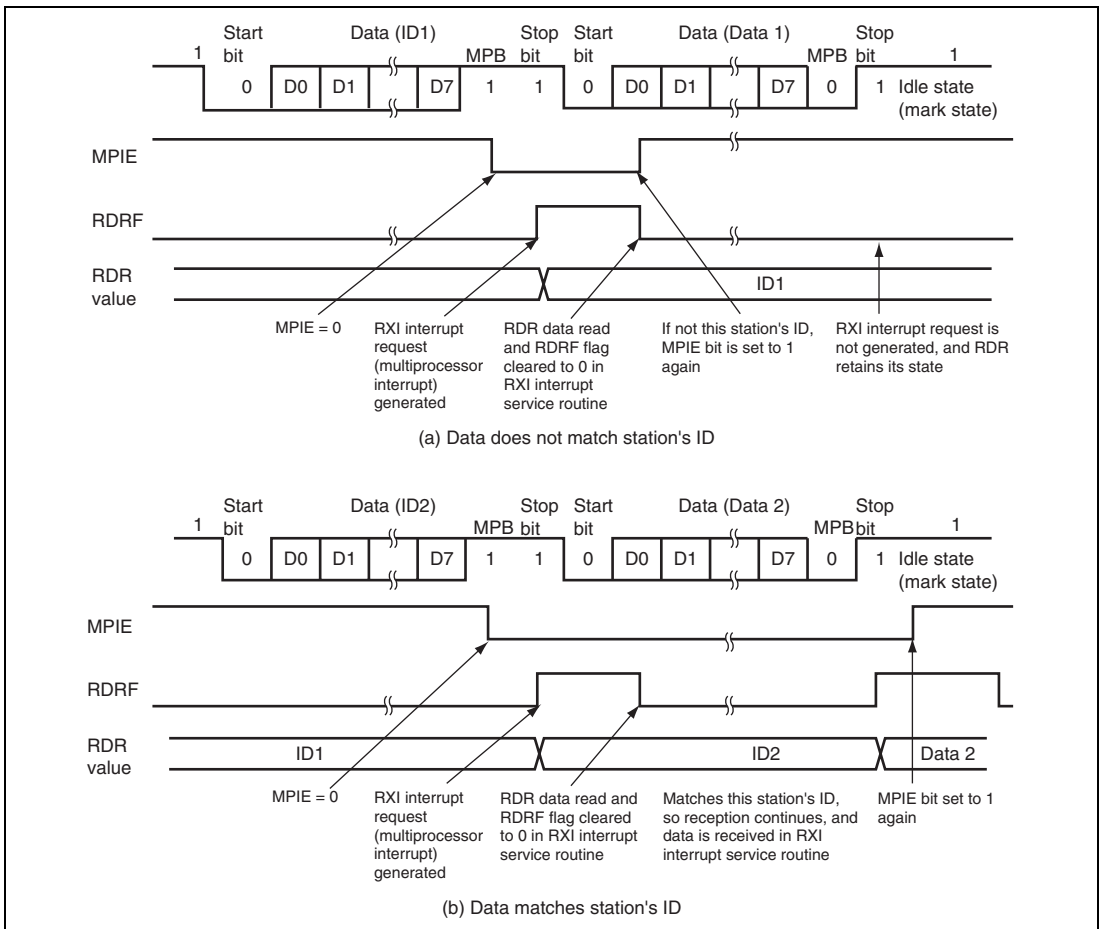 Start bit Data (ID1) MPB Stop bit Start bit Data (Data 1) MPB Stop bit
1 1
0 D0 D1 D7 1 1 0 D0 D1 D7 0 1 Idle state (mark state)
MPIE
RDRF
RDR value
ID1
MPIE = 0
RXI interrupt
request
(multiprocessor
interrupt)
generated
RDR data read
and RDRF flag
cleared to 0 in
RXI interrupt
service routine
If not this station's ID,
MPIE bit is set to 1
again
RXI interrupt request is
not generated, and RDR
retains its state
(a) Data does not match station's ID
Start bit Data (ID2) MPB Stop bit Start bit Data (Data 2) MPB Stop bit
1 1
0 D0 D1 D7 1 1 0 D0 D1 D7 0 1 Idle state (mark state)
MPIE
RDRF
RDR value
ID1 ID2 Data 2
MPIE = 0
RXI interrupt
request
(multiprocessor
interrupt)
generated
RDR data read and
RDRF flag cleared
to 0 in RXI interrupt
service routine
Matches this station's ID,
so reception continues, and
data is received in RXI
interrupt service routine
MPIE bit set to 1
again
(b) Data matches station's ID